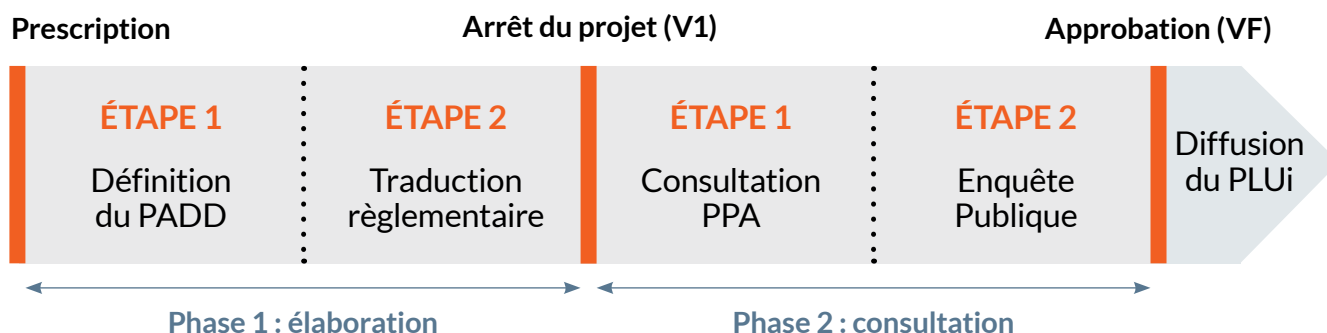 Prescription
Arrêt du projet (V1)
Approbation (VF)
ÉTAPE 1
Définition
du PADD
ÉTAPE 2
Traduction
règlementaire
ÉTAPE 1
Consultation
PPA
ÉTAPE 2
Enquête
Publique
Diffusion
du PLUi
Phase 1 : élaboration
Phase 2 : consultation